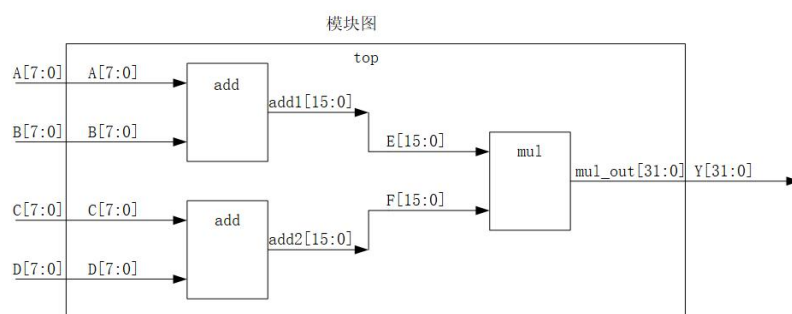 模块图
top
A[7:0] A[7:0]
add
add1[15:0]
B[7:0] B[7:0]
E[15:0]
mul
mul_out[31:0] Y[31:0]
C[7:0] C[7:0]
F[15:0]
add
add2[15:0]
D[7:0] D[7:0]